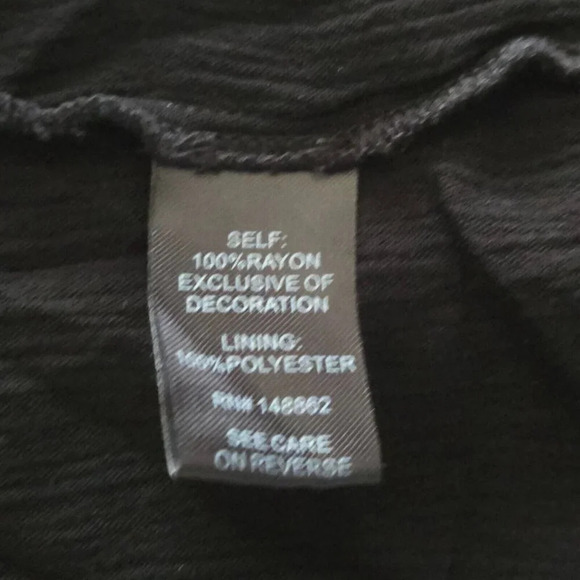 SELF:
100%RAYON
EXCLUSIVE OF
DECORATION
LINING:
100%POLYESTER
RN# 148862
SEE CARE
ON REVERSE